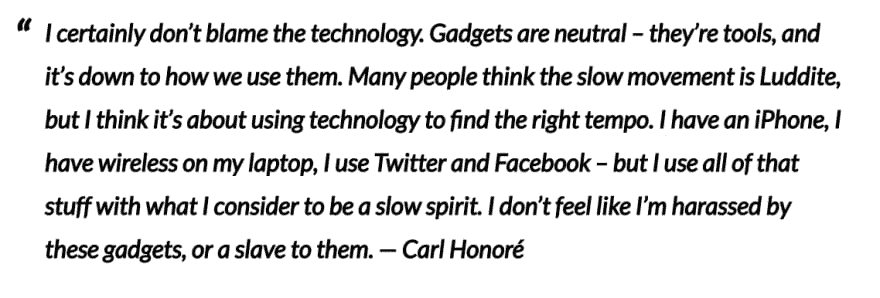 “ I certainly don’t blame the technology. Gadgets are neutral – they’re tools, and
it’s down to how we use them. Many people think the slow movement is Luddite,
but I think it’s about using technology to find the right tempo. I have an iPhone, I
have wireless on my laptop, I use Twitter and Facebook – but I use all of that
stuff with what I consider to be a slow spirit. I don’t feel like I’m harassed by
these gadgets, or a slave to them. — Carl Honoré